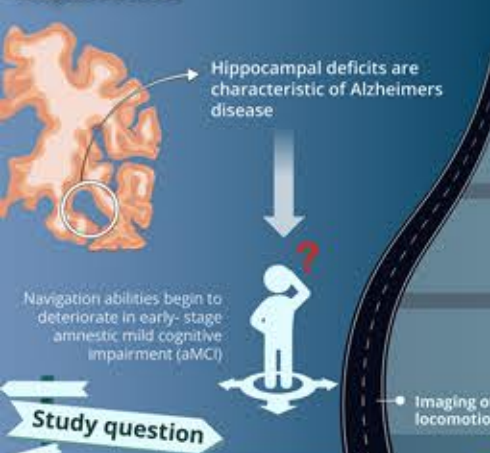 Hippocampal deficits are
characteristic of Alzheimers
disease
?
Navigation abilities begin to
deteriorate in early- stage
amnestic mild cognitive
impairment (aMCI)
Study question
Imaging o
locomotio